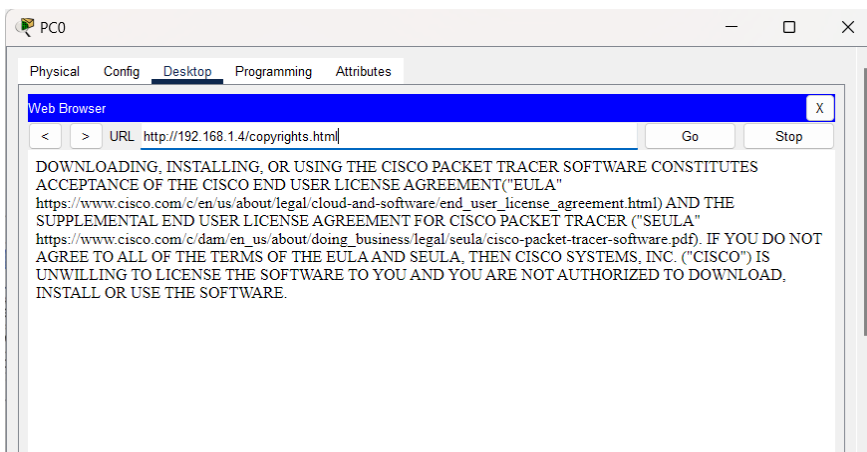 PC0
Physical Config Desktop Programming Attributes
Web Browser X
< > URL http://192.168.1.4/copyrights.html Go Stop
DOWNLOADING, INSTALLING, OR USING THE CISCO PACKET TRACER SOFTWARE CONSTITUTES
ACCEPTANCE OF THE CISCO END USER LICENSE AGREEMENT("EULA"
https://www.cisco.com/c/en/us/about/legal/cloud-and-software/end_user_license_agreement.html) AND THE
SUPPLEMENTAL END USER LICENSE AGREEMENT FOR CISCO PACKET TRACER ("SEULA"
https://www.cisco.com/c/dam/en_us/about/doing_business/legal/seula/cisco-packet-tracer-software.pdf). IF YOU DO NOT
AGREE TO ALL OF THE TERMS OF THE EULA AND SEULA, THEN CISCO SYSTEMS, INC. ("CISCO") IS
UNWILLING TO LICENSE THE SOFTWARE TO YOU AND YOU ARE NOT AUTHORIZED TO DOWNLOAD,
INSTALL OR USE THE SOFTWARE.